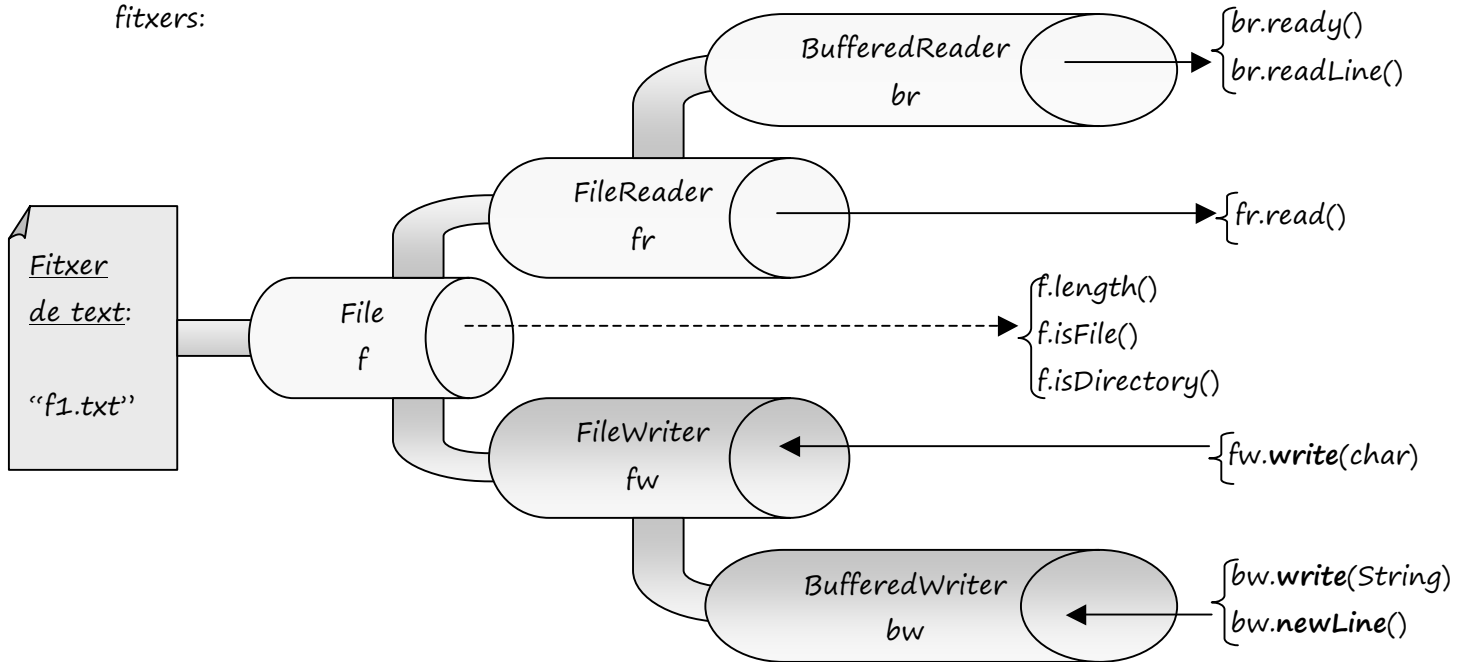 fitxers:
BufferedReader
br
br.ready()
br.readLine()
FileReader
fr
fr.read()
Fitxer
de text:
“f1.txt”
File
f
f.length()
f.isFile()
f.isDirectory()
FileWriter
fw
fw.write(char)
BufferedWriter
bw
bw.write(String)
bw.newLine()